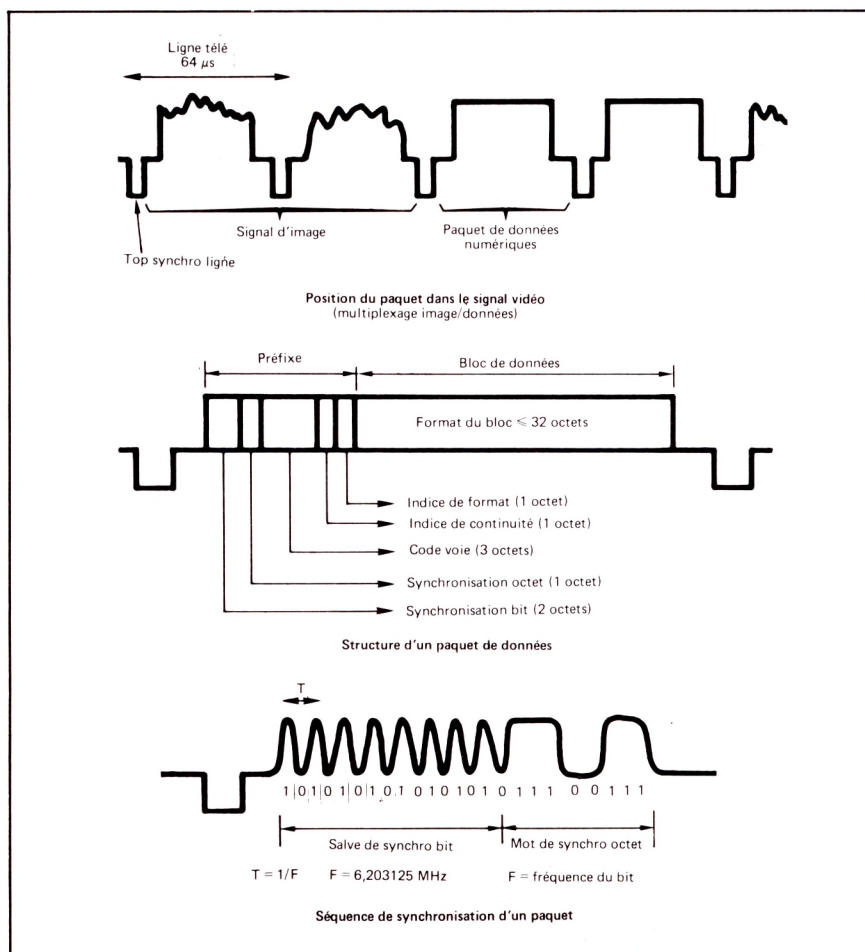 Ligne télé
64 µs
Signal d'image
Paquet de données
numériques
Top synchro ligne
Position du paquet dans le signal vidéo
(multiplexage image/données)
Préfixe
Bloc de données
Format du bloc ⩽ 32 octets
Indice de format (1 octet)
Indice de continuité (1 octet)
Code voie (3 octets)
Synchronisation octet (1 octet)
Synchronisation bit (2 octets)
Structure d'un paquet de données
T
1 0 1 0 1 0 1 0 1 0 1 0 1 0 1 0 1 1 1 0 0 1 1 1
Salve de synchro bit
Mot de synchro octet
T = 1/F F = 6,203125 MHz F = fréquence du bit
Séquence de synchronisation d'un paquet